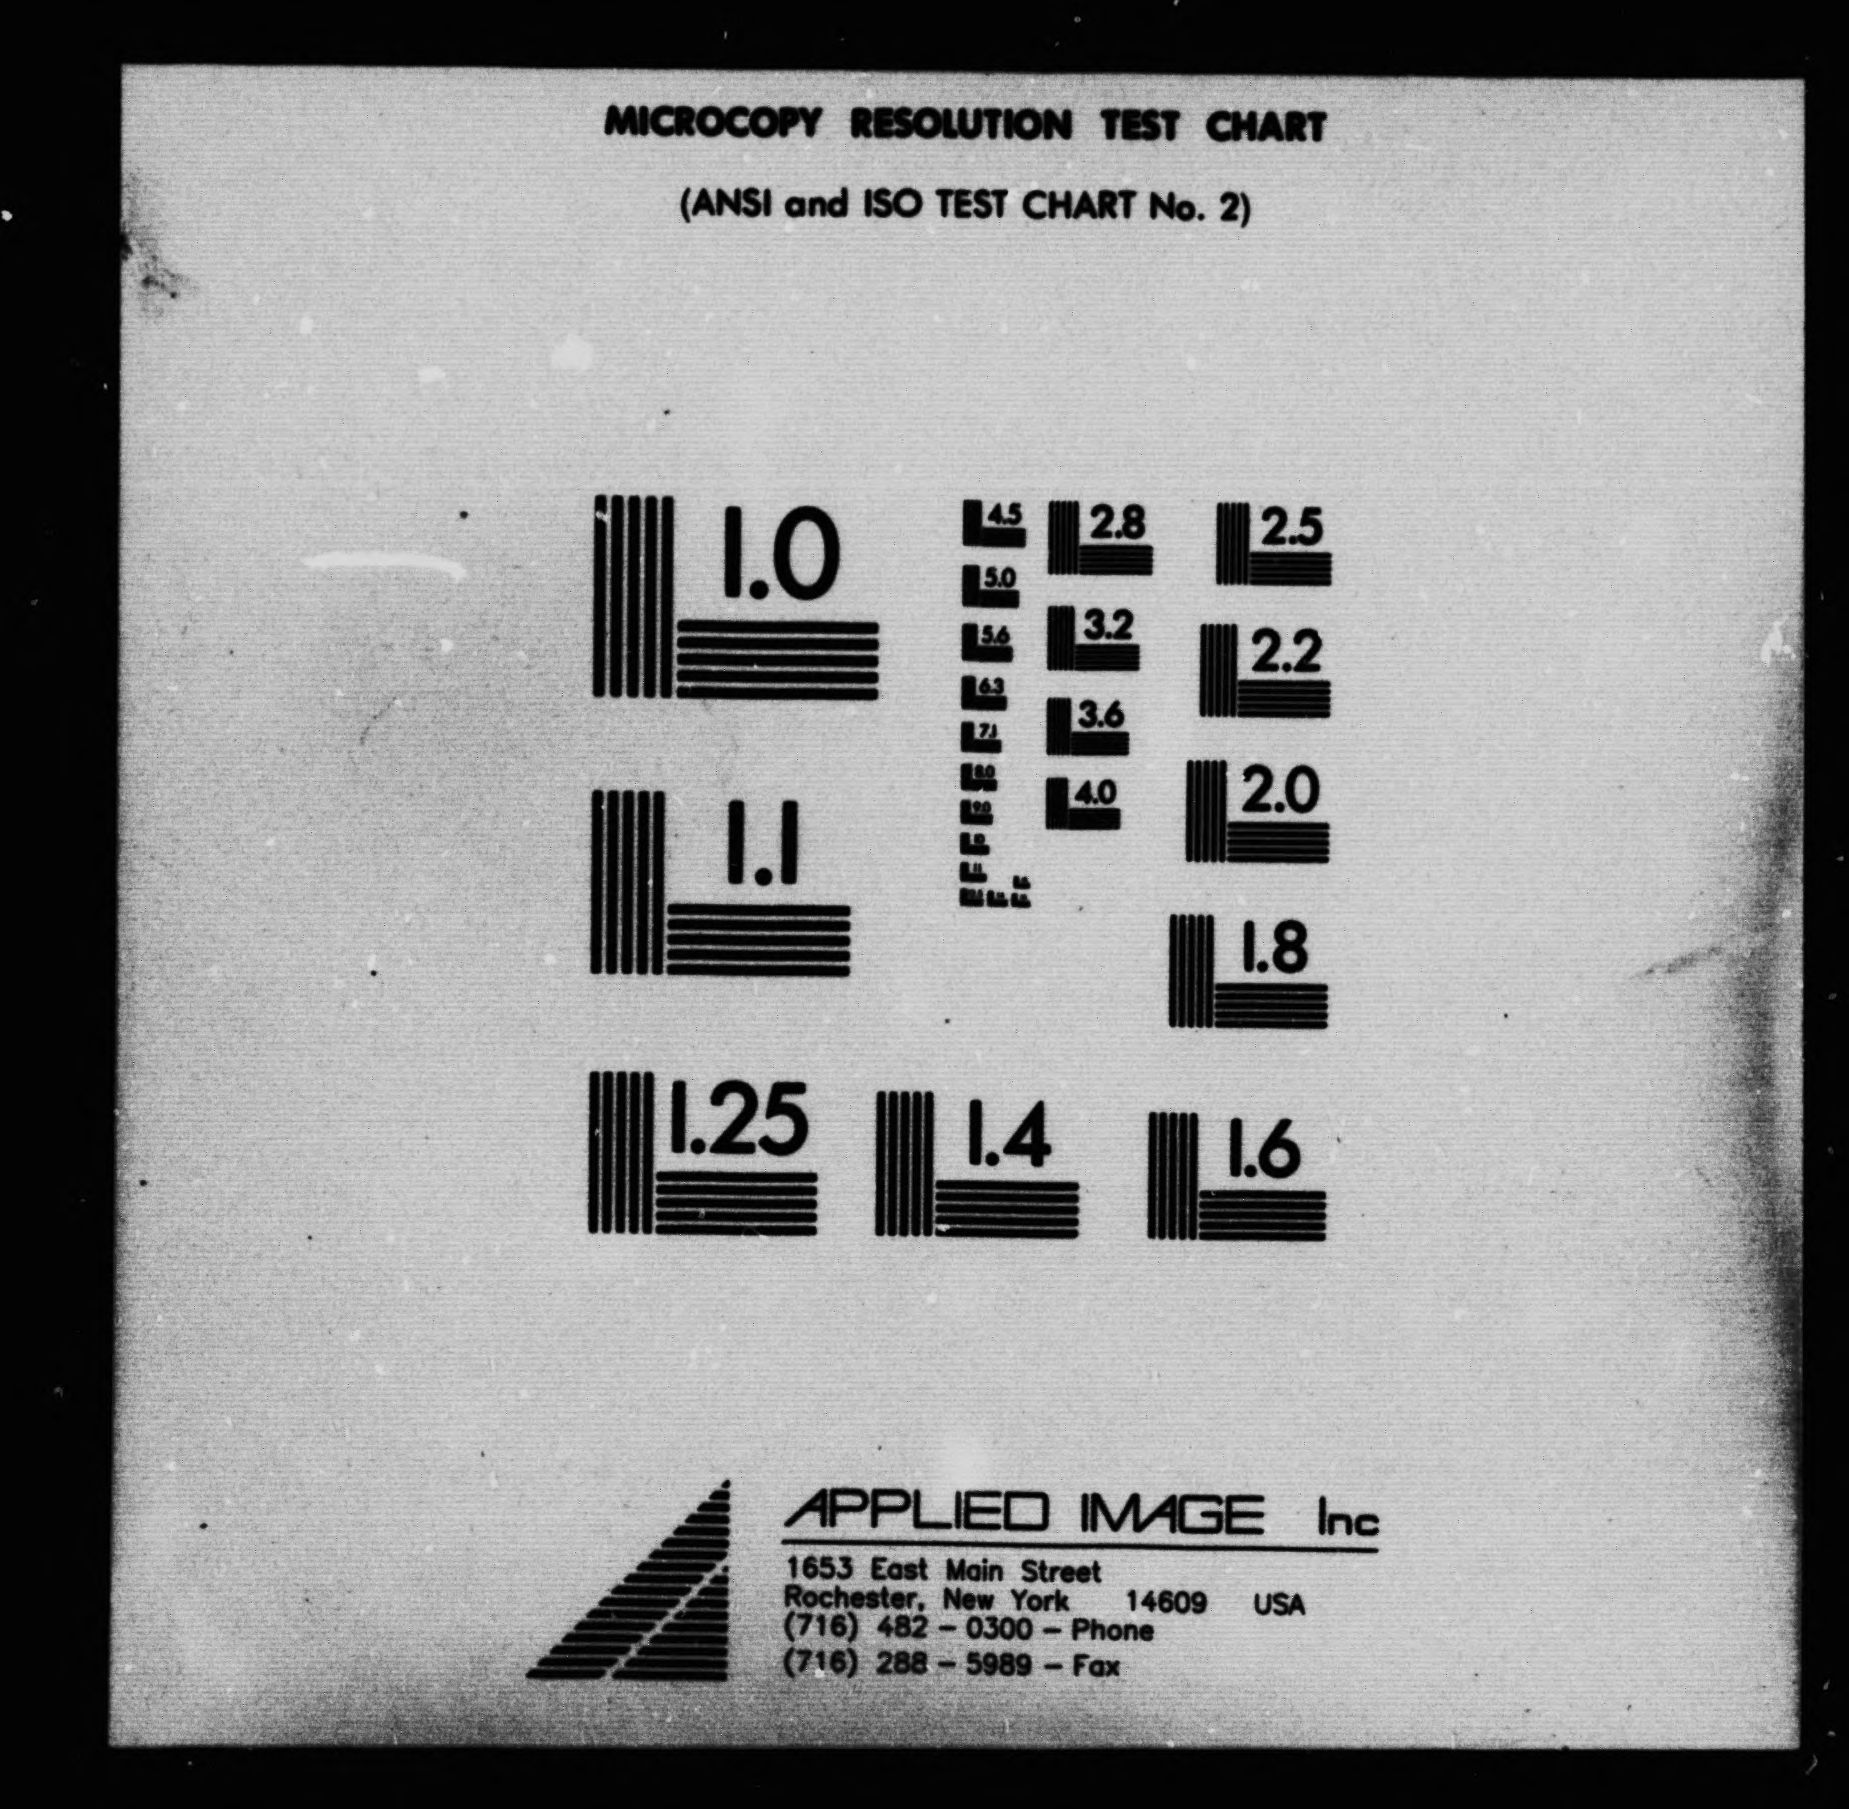 MICROCOPY RESOLUTION TEST CHART
(ANSI and ISO TEST CHART No. 2)
1.0
1.1
1.25
4.5
5.0
5.6
6.3
7.1
8.0
9.0
2.8
3.2
3.6
4.0
2.5
2.2
2.0
1.8
1.4
1.6
APPLIED IMAGE Inc
1653 East Main Street
Rochester, New York 14609 USA
(716) 482 - 0300 - Phone
(716) 288 - 5989 - Fax